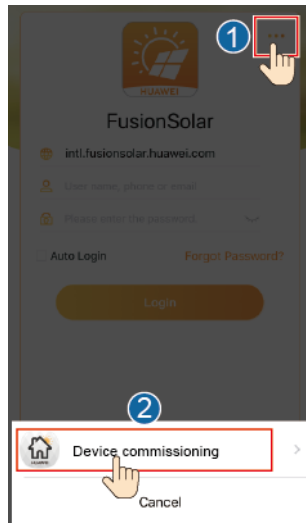 1
...
HUAWEI
FusionSolar
intl.fusionsolar.huawei.com
User name, phone or email
Please enter the password.
Auto Login Forgot Password?
Login
2
HUAWEI
Device commissioning
Cancel